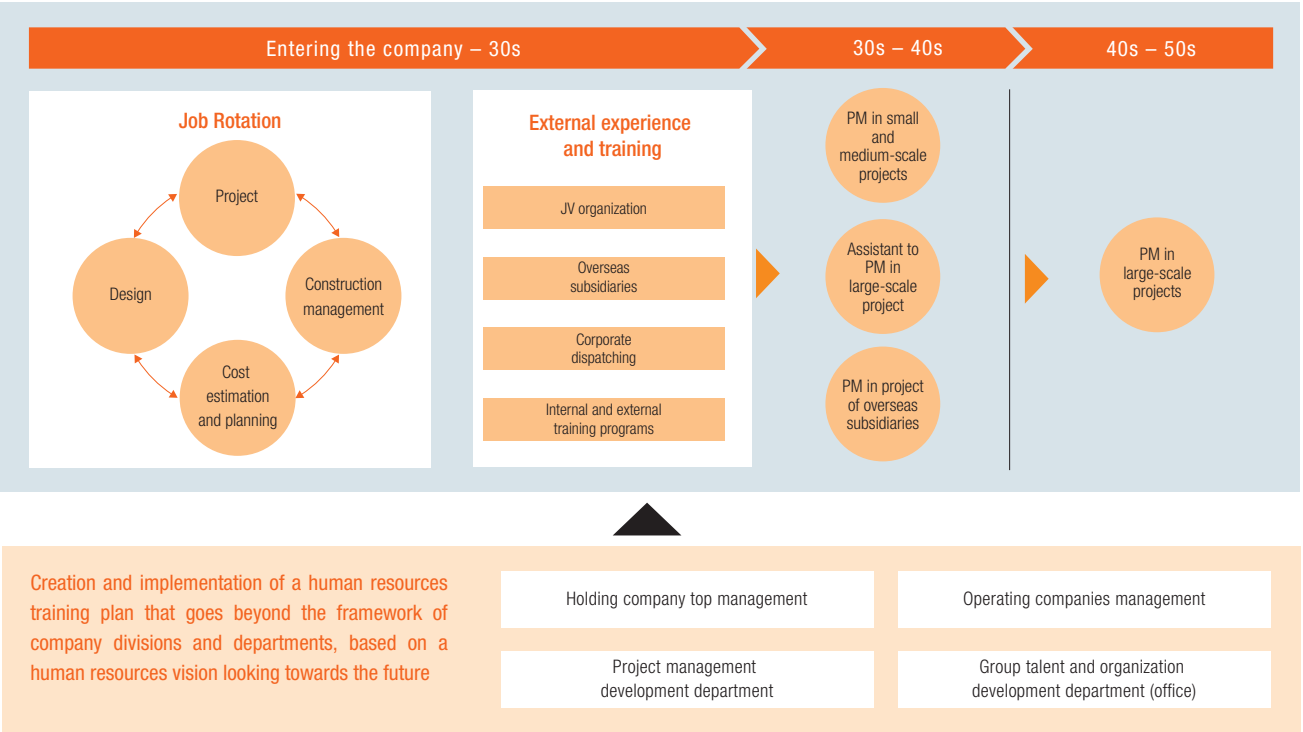 Entering the company – 30s
30s – 40s
40s – 50s
Job Rotation
Project
Design
Construction
management
Cost
estimation
and planning
External experience
and training
JV organization
Overseas
subsidiaries
Corporate
dispatching
Internal and external
training programs
PM in small
and
medium-scale
projects
Assistant to
PM in
large-scale
project
PM in project
of overseas
subsidiaries
PM in
large-scale
projects
Creation and implementation of a human resources
training plan that goes beyond the framework of
company divisions and departments, based on a
human resources vision looking towards the future
Holding company top management
Operating companies management
Project management
development department
Group talent and organization
development department (office)